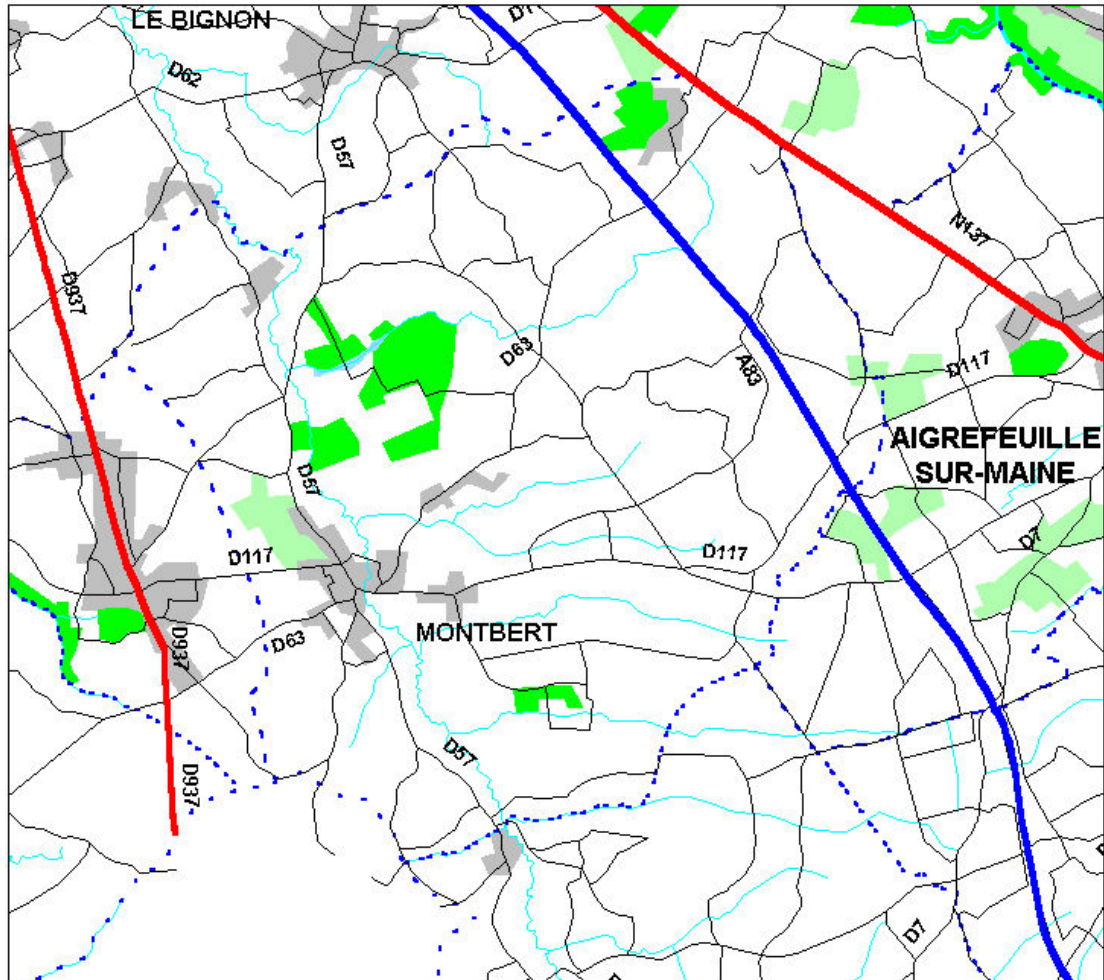 LE BIGNON
D62
D57
N137
D937
D63
A83
D117
AIGREFEUILLE
SUR-MAINE
D57
D117
D117
D7
MONTBERT
D63
D937
D57
D937
D7